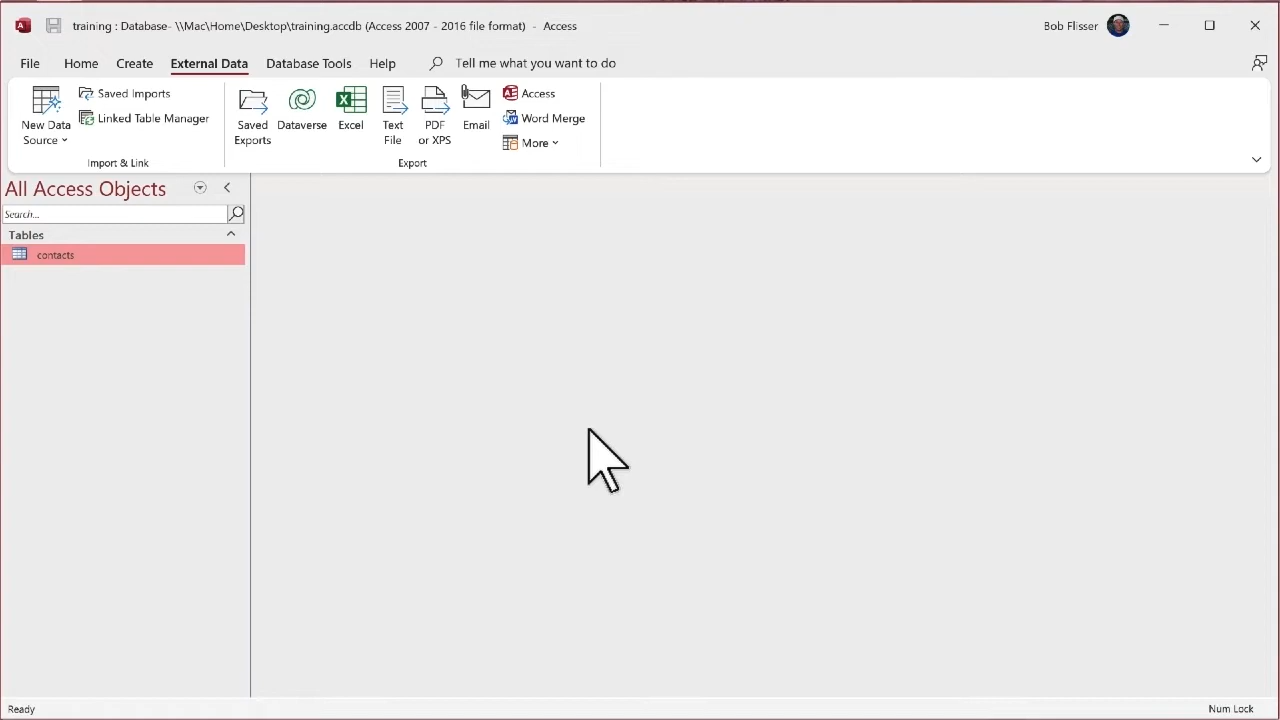 training : Database- \\Mac\Home\Desktop\training.accdb (Access 2007 - 2016 file format) - Access
Bob Flisser
File Home Create External Data Database Tools Help Tell me what you want to do
New Data Source
Saved Imports
Linked Table Manager
Import & Link
Saved Exports
Dataverse
Excel
Text File
PDF or XPS
Email
Access
Word Merge
More
Export
All Access Objects
Search...
Tables
contacts
Ready
Num Lock